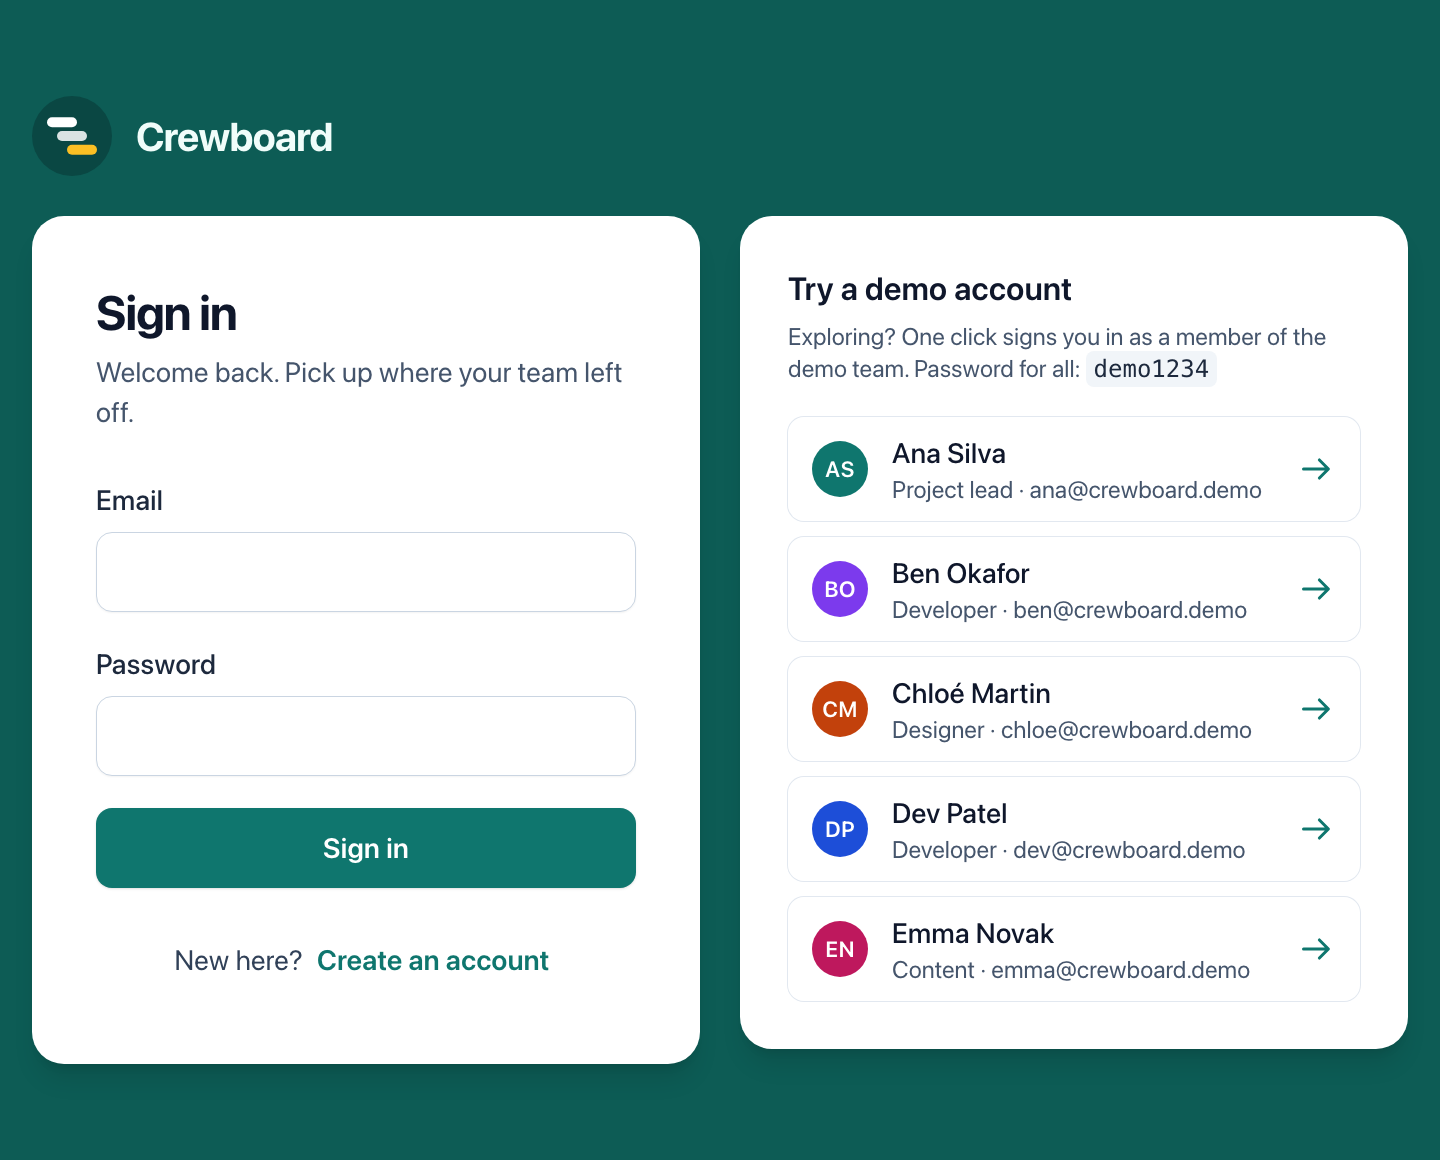 Crewboard
Sign in
Welcome back. Pick up where your team left
off.
Email
Password
Sign in
New here? Create an account
Try a demo account
Exploring? One click signs you in as a member of the
demo team. Password for all: demo1234
AS
Ana Silva
Project lead · ana@crewboard.demo
BO
Ben Okafor
Developer · ben@crewboard.demo
CM
Chloé Martin
Designer · chloe@crewboard.demo
DP
Dev Patel
Developer · dev@crewboard.demo
EN
Emma Novak
Content · emma@crewboard.demo